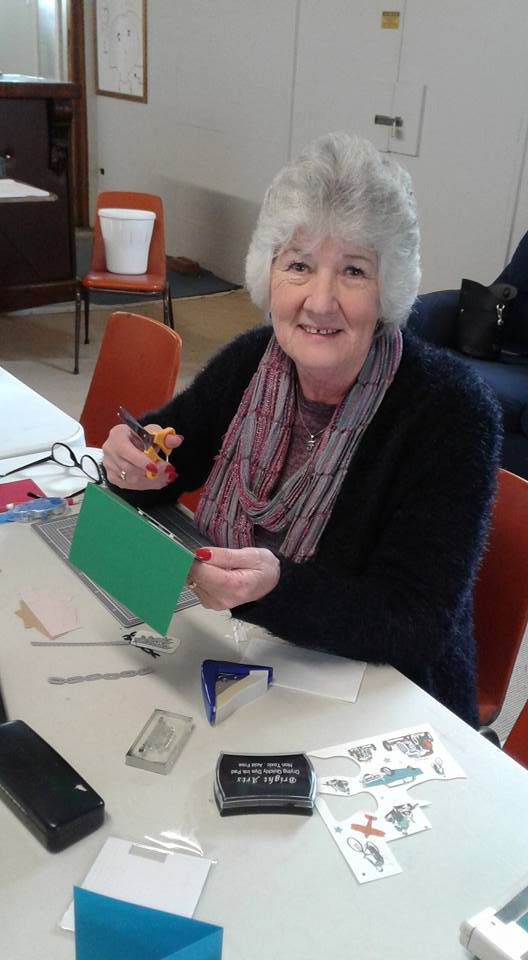 Bright Arts
Drying Quickly Dye Ink Pad
Non Toxic Acid Free